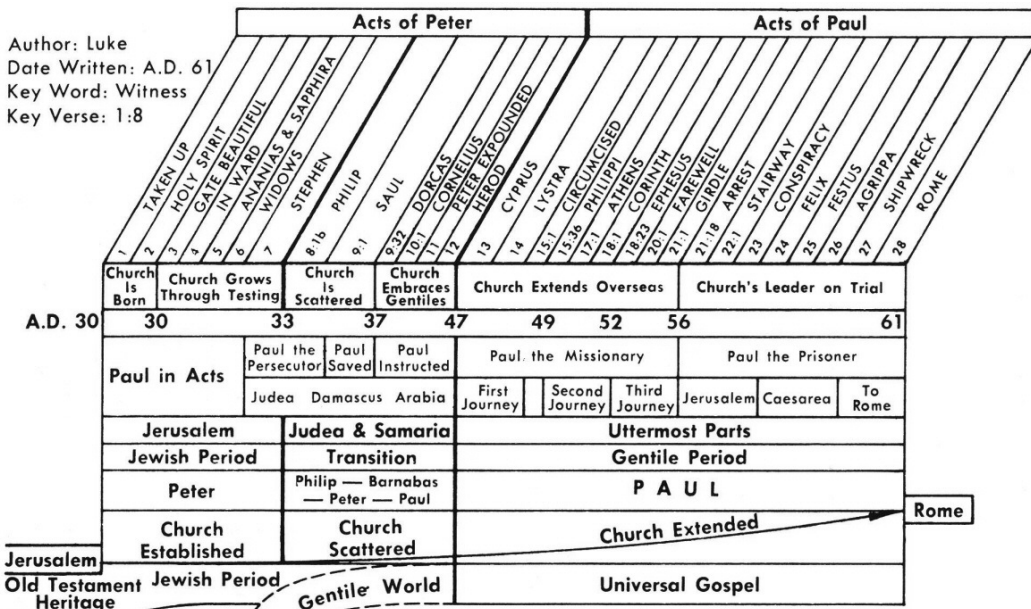 Acts of Peter
Acts of Paul
Author: Luke
Date Written: A.D. 61
Key Word: Witness
Key Verse: 1:8
TAKEN UP
HOLY SPIRIT
GATE BEAUTIFUL
IN WARD
ANANIAS & SAPPHIRA
WIDOWS
STEPHEN
PHILIP
SAUL
DORCAS
CORNELIUS
PETER EXPOUNDED
HEROD
CYPRUS
LYSTRA
CIRCUMCISED
PHILIPPI
ATHENS
CORINTH
EPHESUS
FAREWELL
GIRDLE
ARREST
STAIRWAY
CONSPIRACY
FELIX
FESTUS
AGRIPPA
SHIPWRECK
ROME
1 2 3 4 5 6 7 8:1b 9:1 9:32 10:1 11 12 13 14 15:1 15:36 17:1 18:1 18:23 20:1 21:1 21:18 22:1 23 24 25 26 27 28
Church
Is
Born
Church Grows
Through Testing
Church
Is
Scattered
Church
Embraces
Gentiles
Church Extends Overseas
Church's Leader on Trial
A.D. 30 30 33 37 47 49 52 56 61
Paul in Acts
Paul the
Persecutor
Paul
Saved
Paul
Instructed
Paul the Missionary
Paul the Prisoner
Judea Damascus Arabia
First
Journey
Second
Journey
Third
Journey
Jerusalem
Caesarea
To
Rome
Jerusalem
Judea & Samaria
Uttermost Parts
Jewish Period
Transition
Gentile Period
Peter
Philip — Barnabas
— Peter — Paul
PAUL
Church
Established
Church
Scattered
Church Extended
Rome
Jerusalem
Old Testament
Heritage
Jewish Period
Gentile World
Universal Gospel